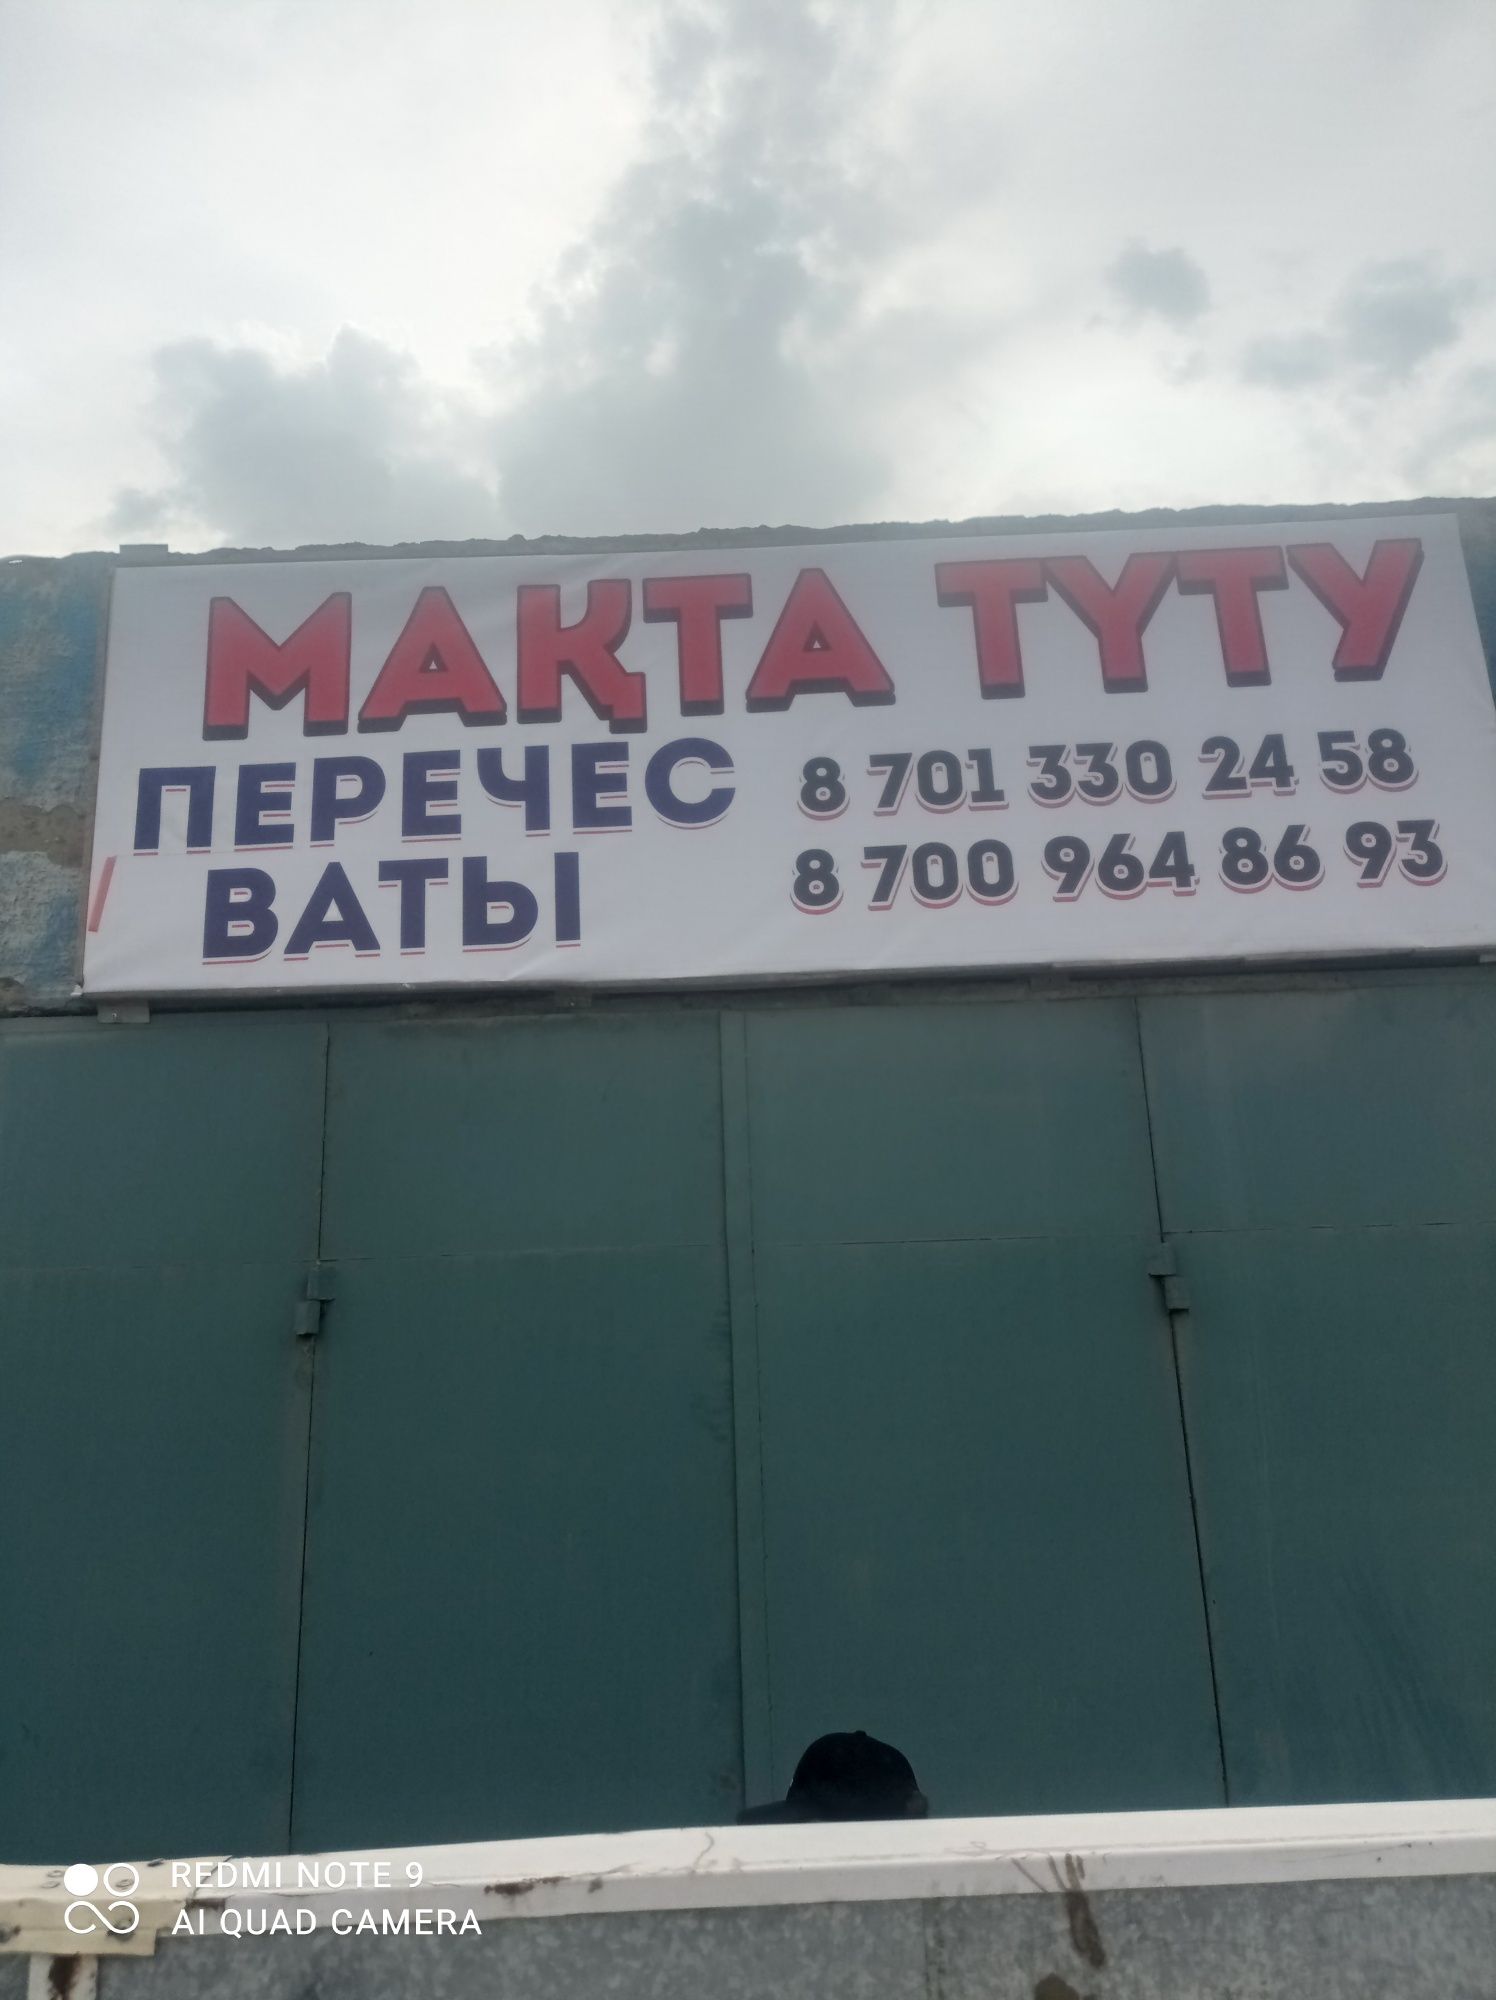 МАҚТА ТҮТУ
ПЕРЕЧЕС
ВАТЫ
8 701 330 24 58
8 700 964 86 93
REDMI NOTE 9
AI QUAD CAMERA